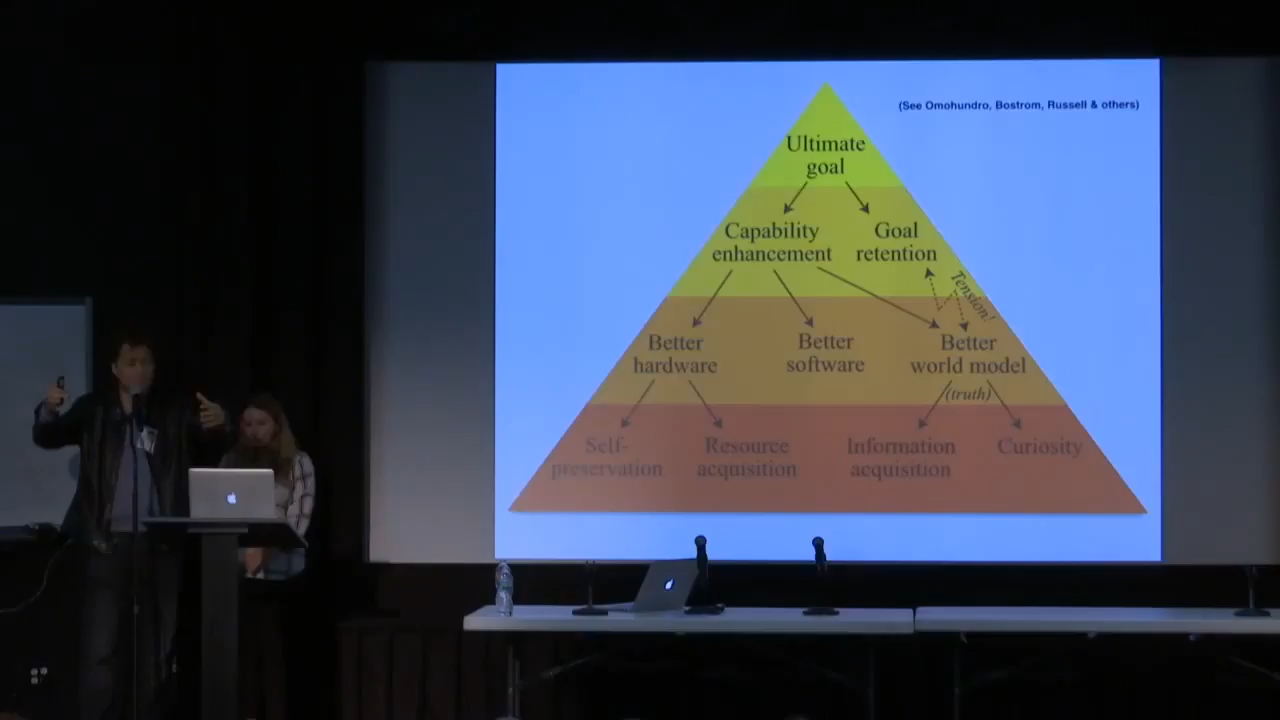 (See Omohundro, Bostrom, Russell & others)
Ultimate
goal
Capability
enhancement
Goal
retention
Tension!
Better
hardware
Better
software
Better
world model
(truth)
Self-
preservation
Resource
acquisition
Information
acquisition
Curiosity